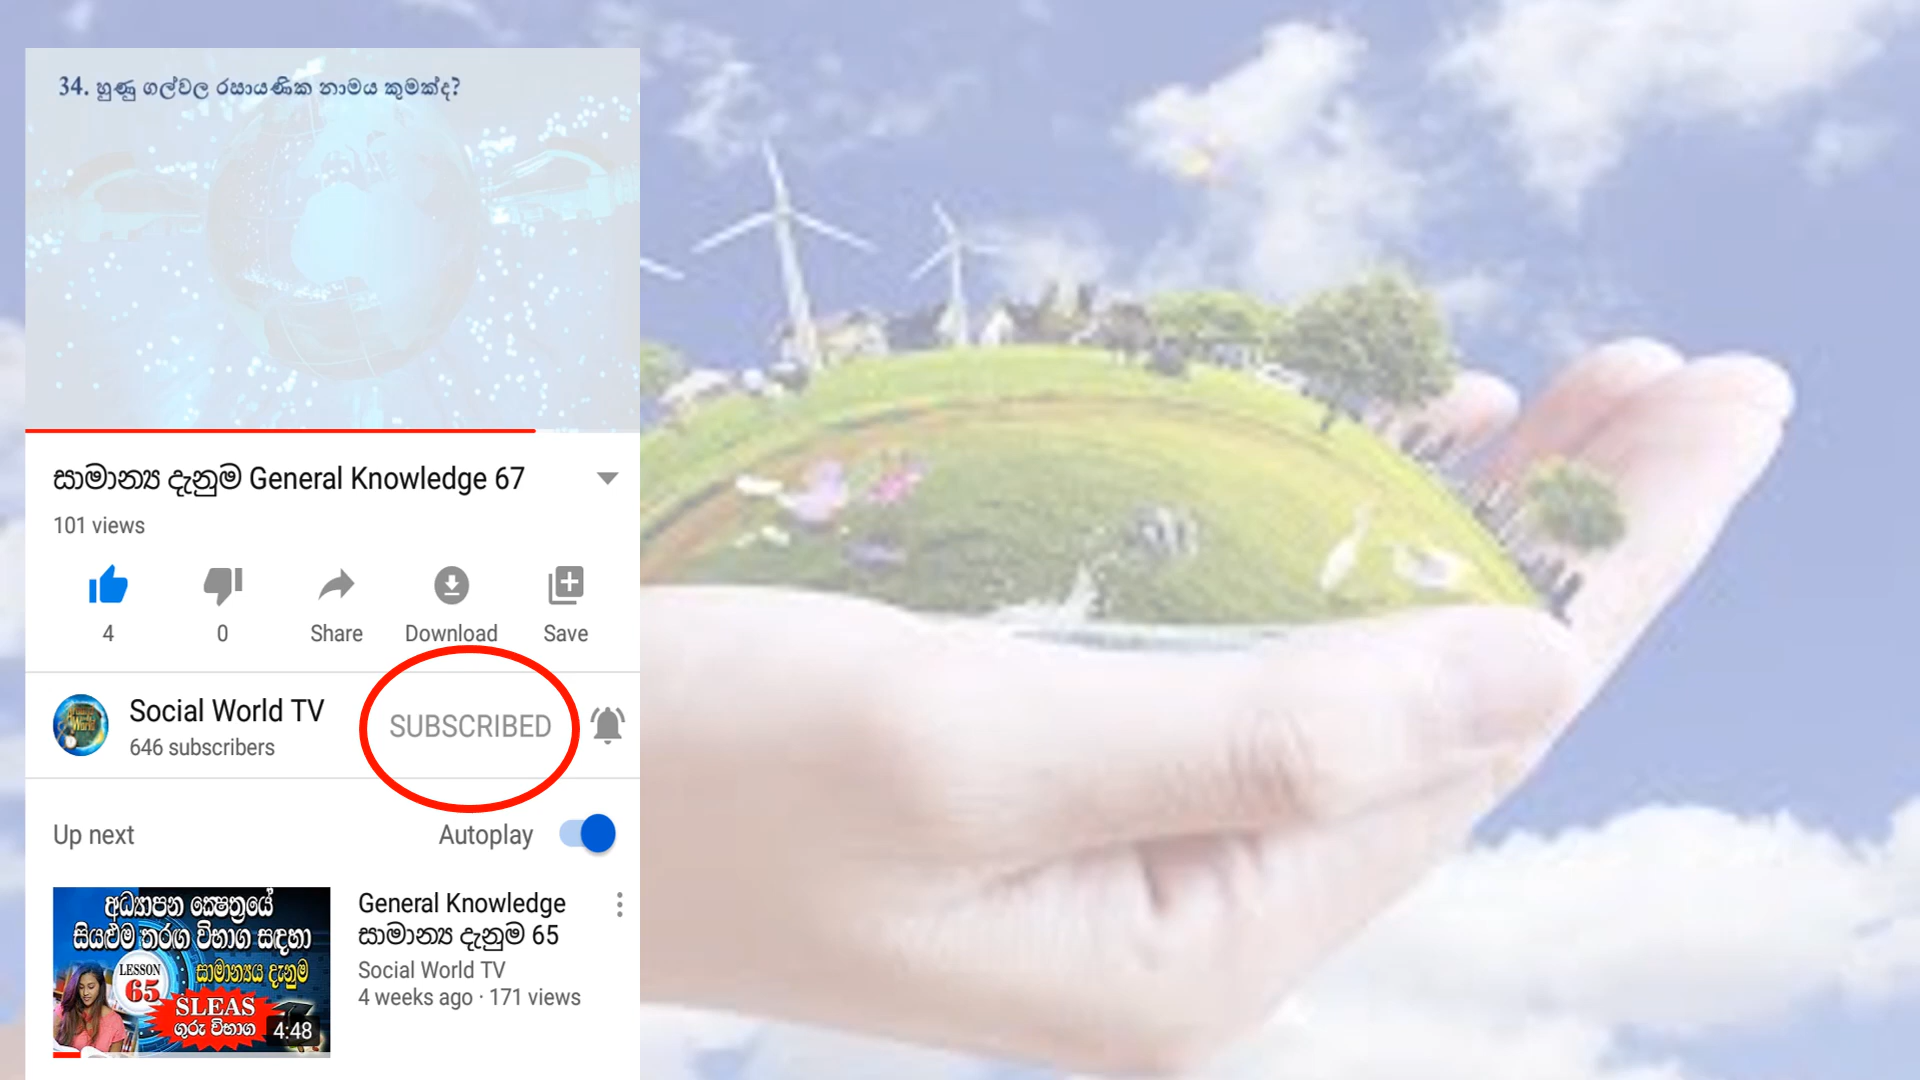 34. හුණු ගල්වල රසායණික නාමය කුමක්ද?
සාමාන්‍ය දැනුම General Knowledge 67
101 views
4
0
Share
Download
Save
Social World TV
646 subscribers
SUBSCRIBED
Up next
Autoplay
අධ්‍යාපන ක්‍ෂෙත්‍රයේ
සියළුම තරඟ විභාග සඳහා
LESSON
65
සාමාන්‍යය දැනුම
SLEAS
ගුරු විභාග
4:48
General Knowledge
සාමාන්‍ය දැනුම 65
Social World TV
4 weeks ago · 171 views